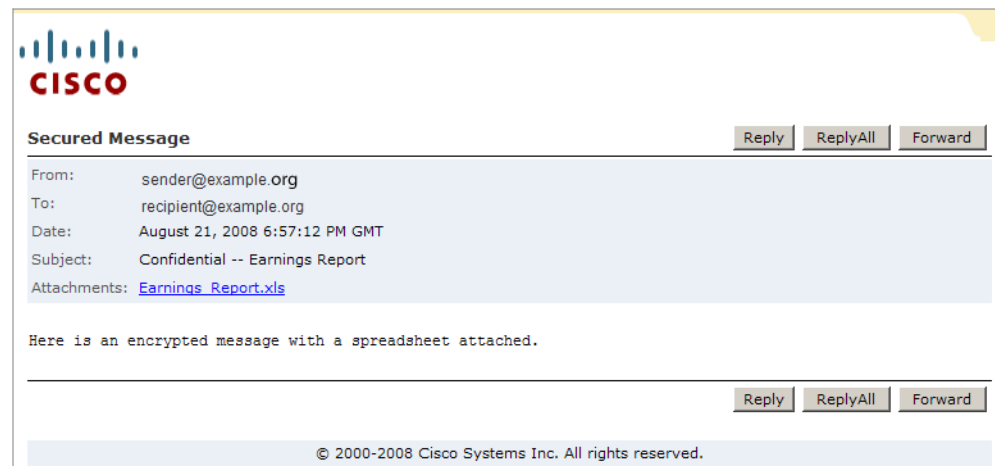 CISCO
Secured Message Reply ReplyAll Forward
From: sender@example.org
To: recipient@example.org
Date: August 21, 2008 6:57:12 PM GMT
Subject: Confidential -- Earnings Report
Attachments: Earnings_Report.xls
Here is an encrypted message with a spreadsheet attached.
Reply ReplyAll Forward
© 2000-2008 Cisco Systems Inc. All rights reserved.